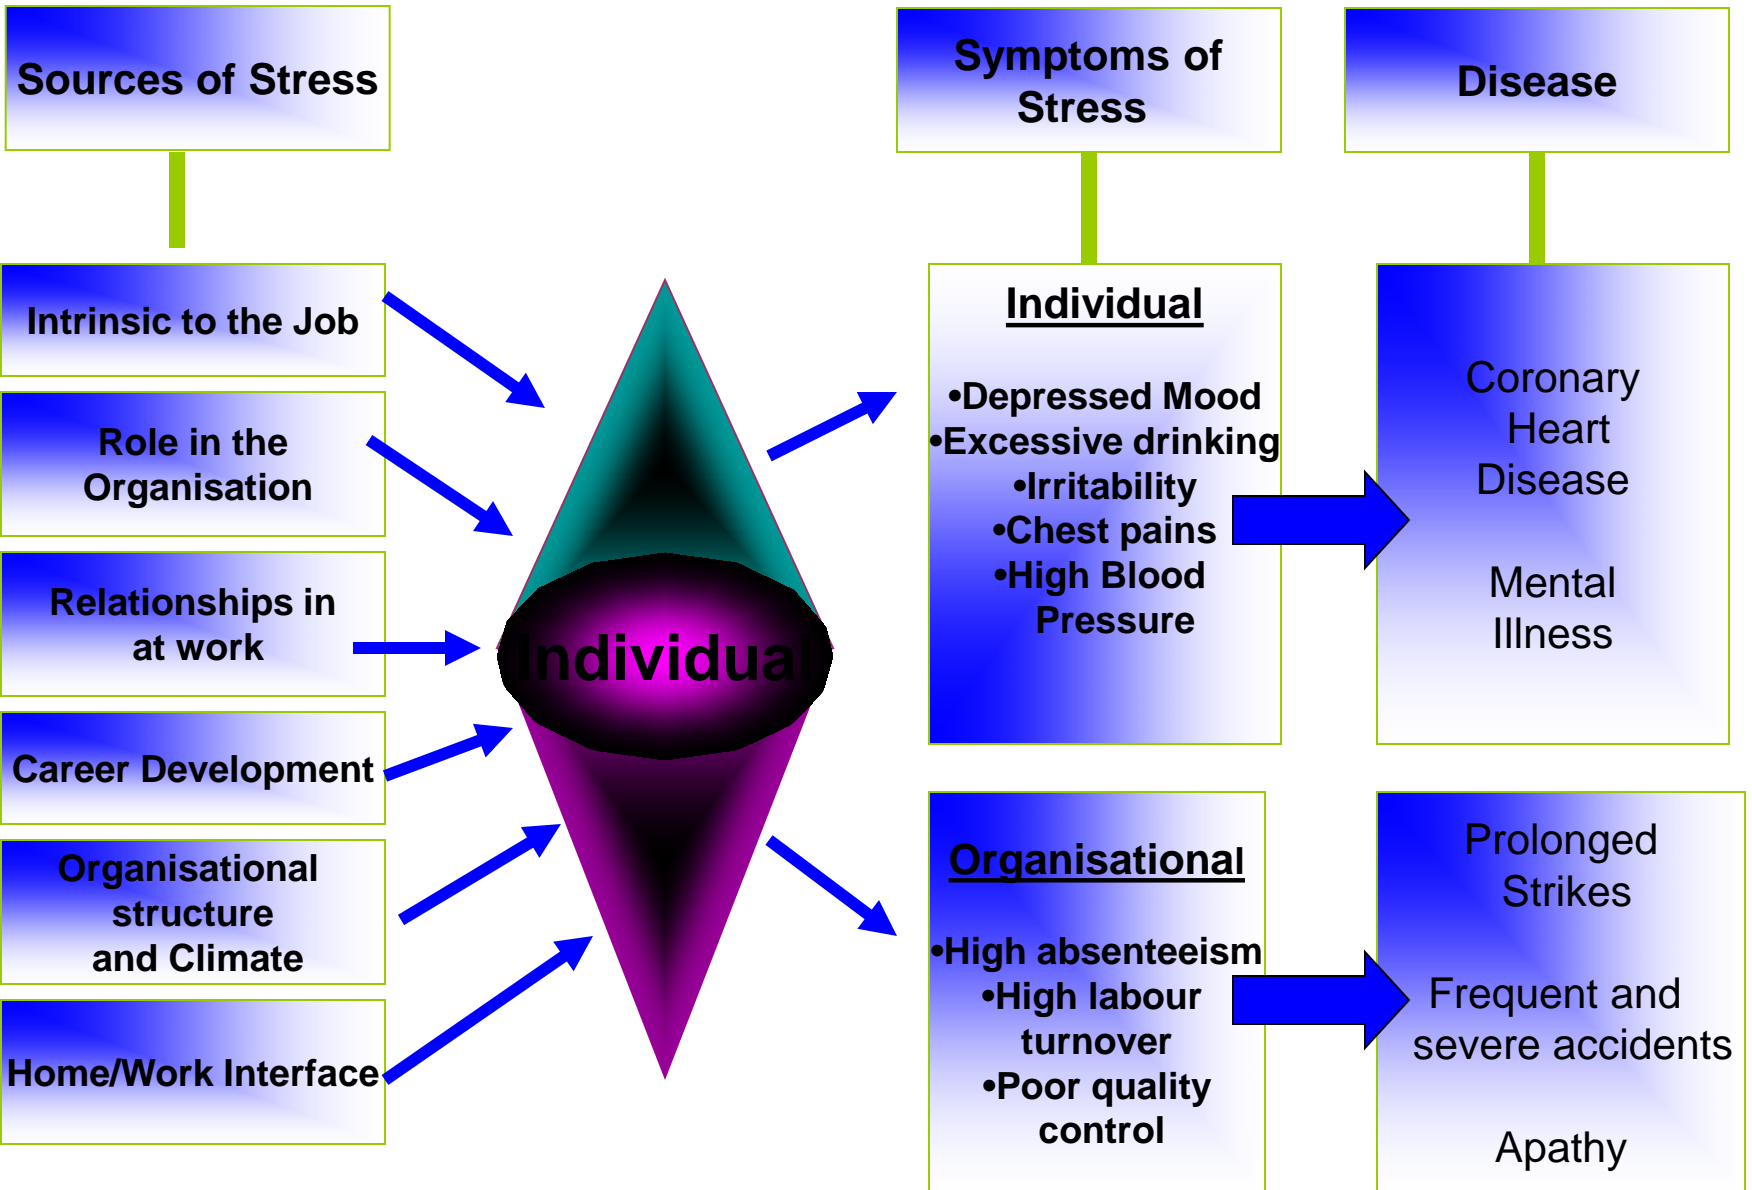 Sources of Stress
Intrinsic to the Job
Role in the
Organisation
Relationships in
at work
Career Development
Organisational
structure
and Climate
Home/Work Interface
Individual
Symptoms of
Stress
Individual
•Depressed Mood
•Excessive drinking
•Irritability
•Chest pains
•High Blood
Pressure
Organisational
•High absenteeism
•High labour
turnover
•Poor quality
control
Disease
Coronary
Heart
Disease
Mental
Illness
Prolonged
Strikes
Frequent and
severe accidents
Apathy